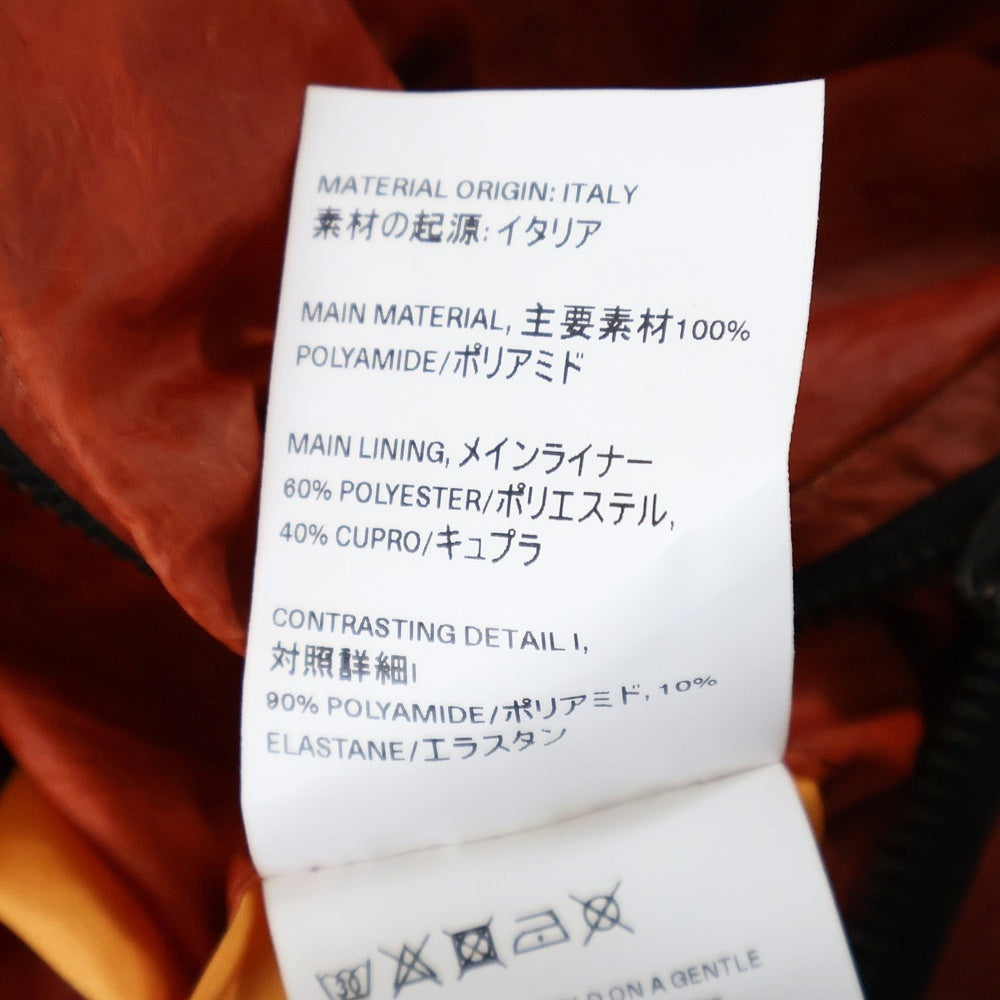 MATERIAL ORIGIN: ITALY
素材の起源: イタリア
MAIN MATERIAL, 主要素材100%
POLYAMIDE/ポリアミド
MAIN LINING, メインライナー
60% POLYESTER/ポリエステル,
40% CUPRO/キュプラ
CONTRASTING DETAIL I,
対照詳細I
90% POLYAMIDE/ポリアミド, 10%
ELASTANE/エラスタン
30
ON A GENTLE